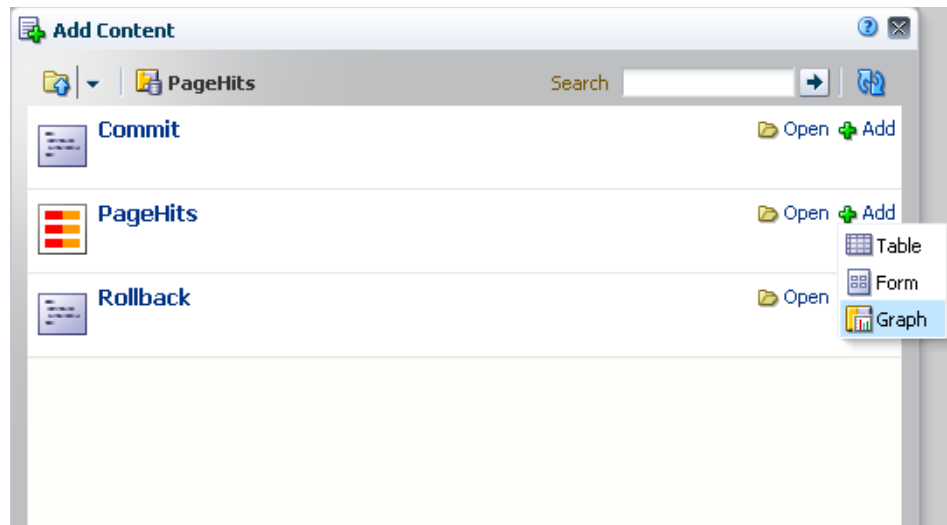 Add Content
PageHits Search
Commit Open Add
PageHits Open Add
Table
Form
Graph
Rollback Open